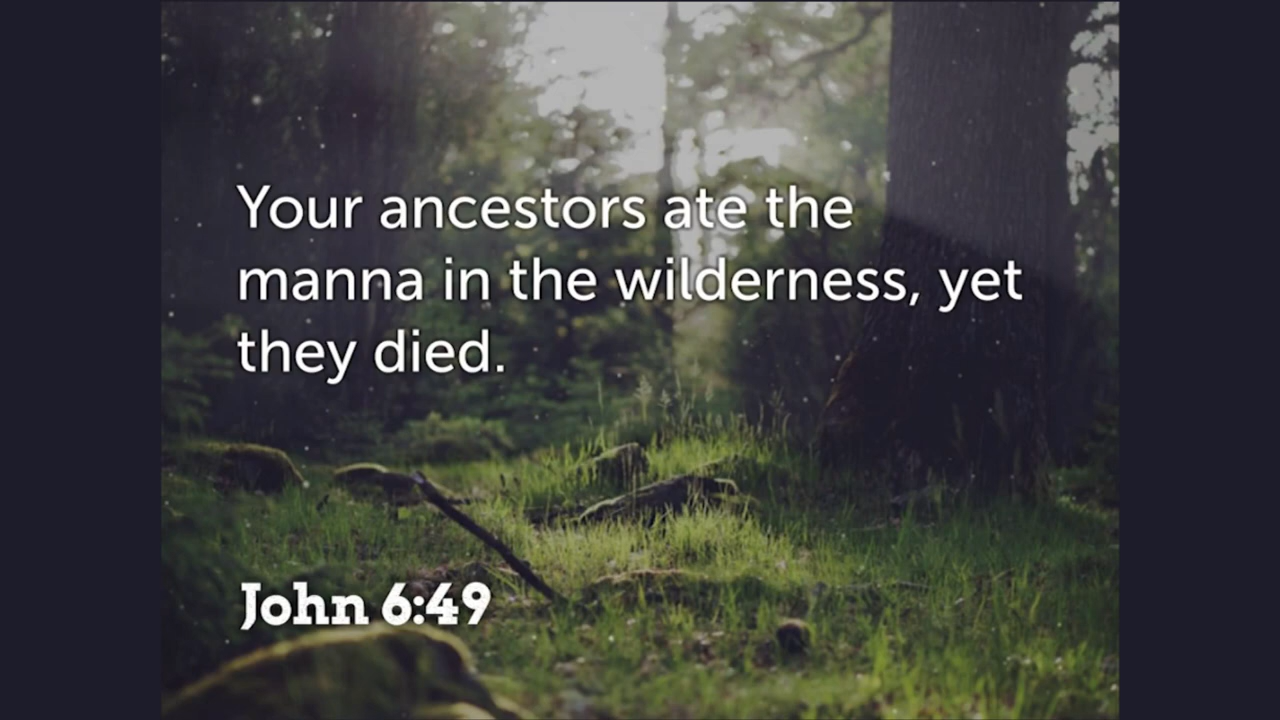 Your ancestors ate the
manna in the wilderness, yet
they died.
John 6:49